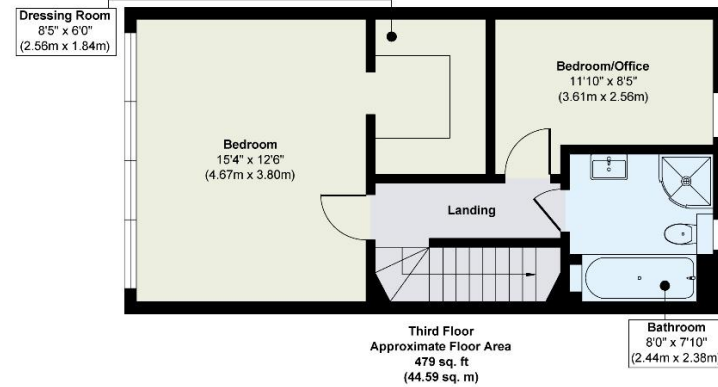 Dressing Room
8'5" x 6'0"
(2.56m x 1.84m)
Bedroom/Office
11'10" x 8'5"
(3.61m x 2.56m)
Bedroom
15'4" x 12'6"
(4.67m x 3.80m)
Landing
Third Floor
Approximate Floor Area
479 sq. ft
(44.59 sq. m)
Bathroom
8'0" x 7'10"
(2.44m x 2.38m)